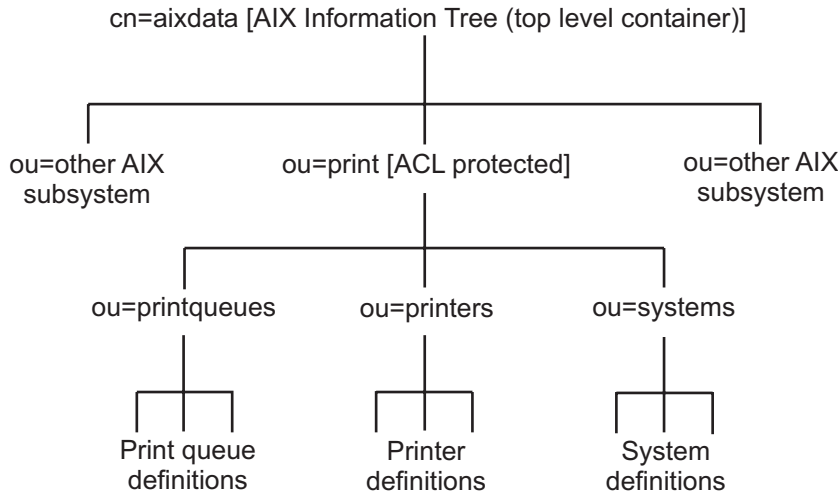 cn=aixdata [AIX Information Tree (top level container)]
ou=other AIX
subsystem
ou=print [ACL protected]
ou=other AIX
subsystem
ou=printqueues
ou=printers
ou=systems
Print queue
definitions
Printer
definitions
System
definitions